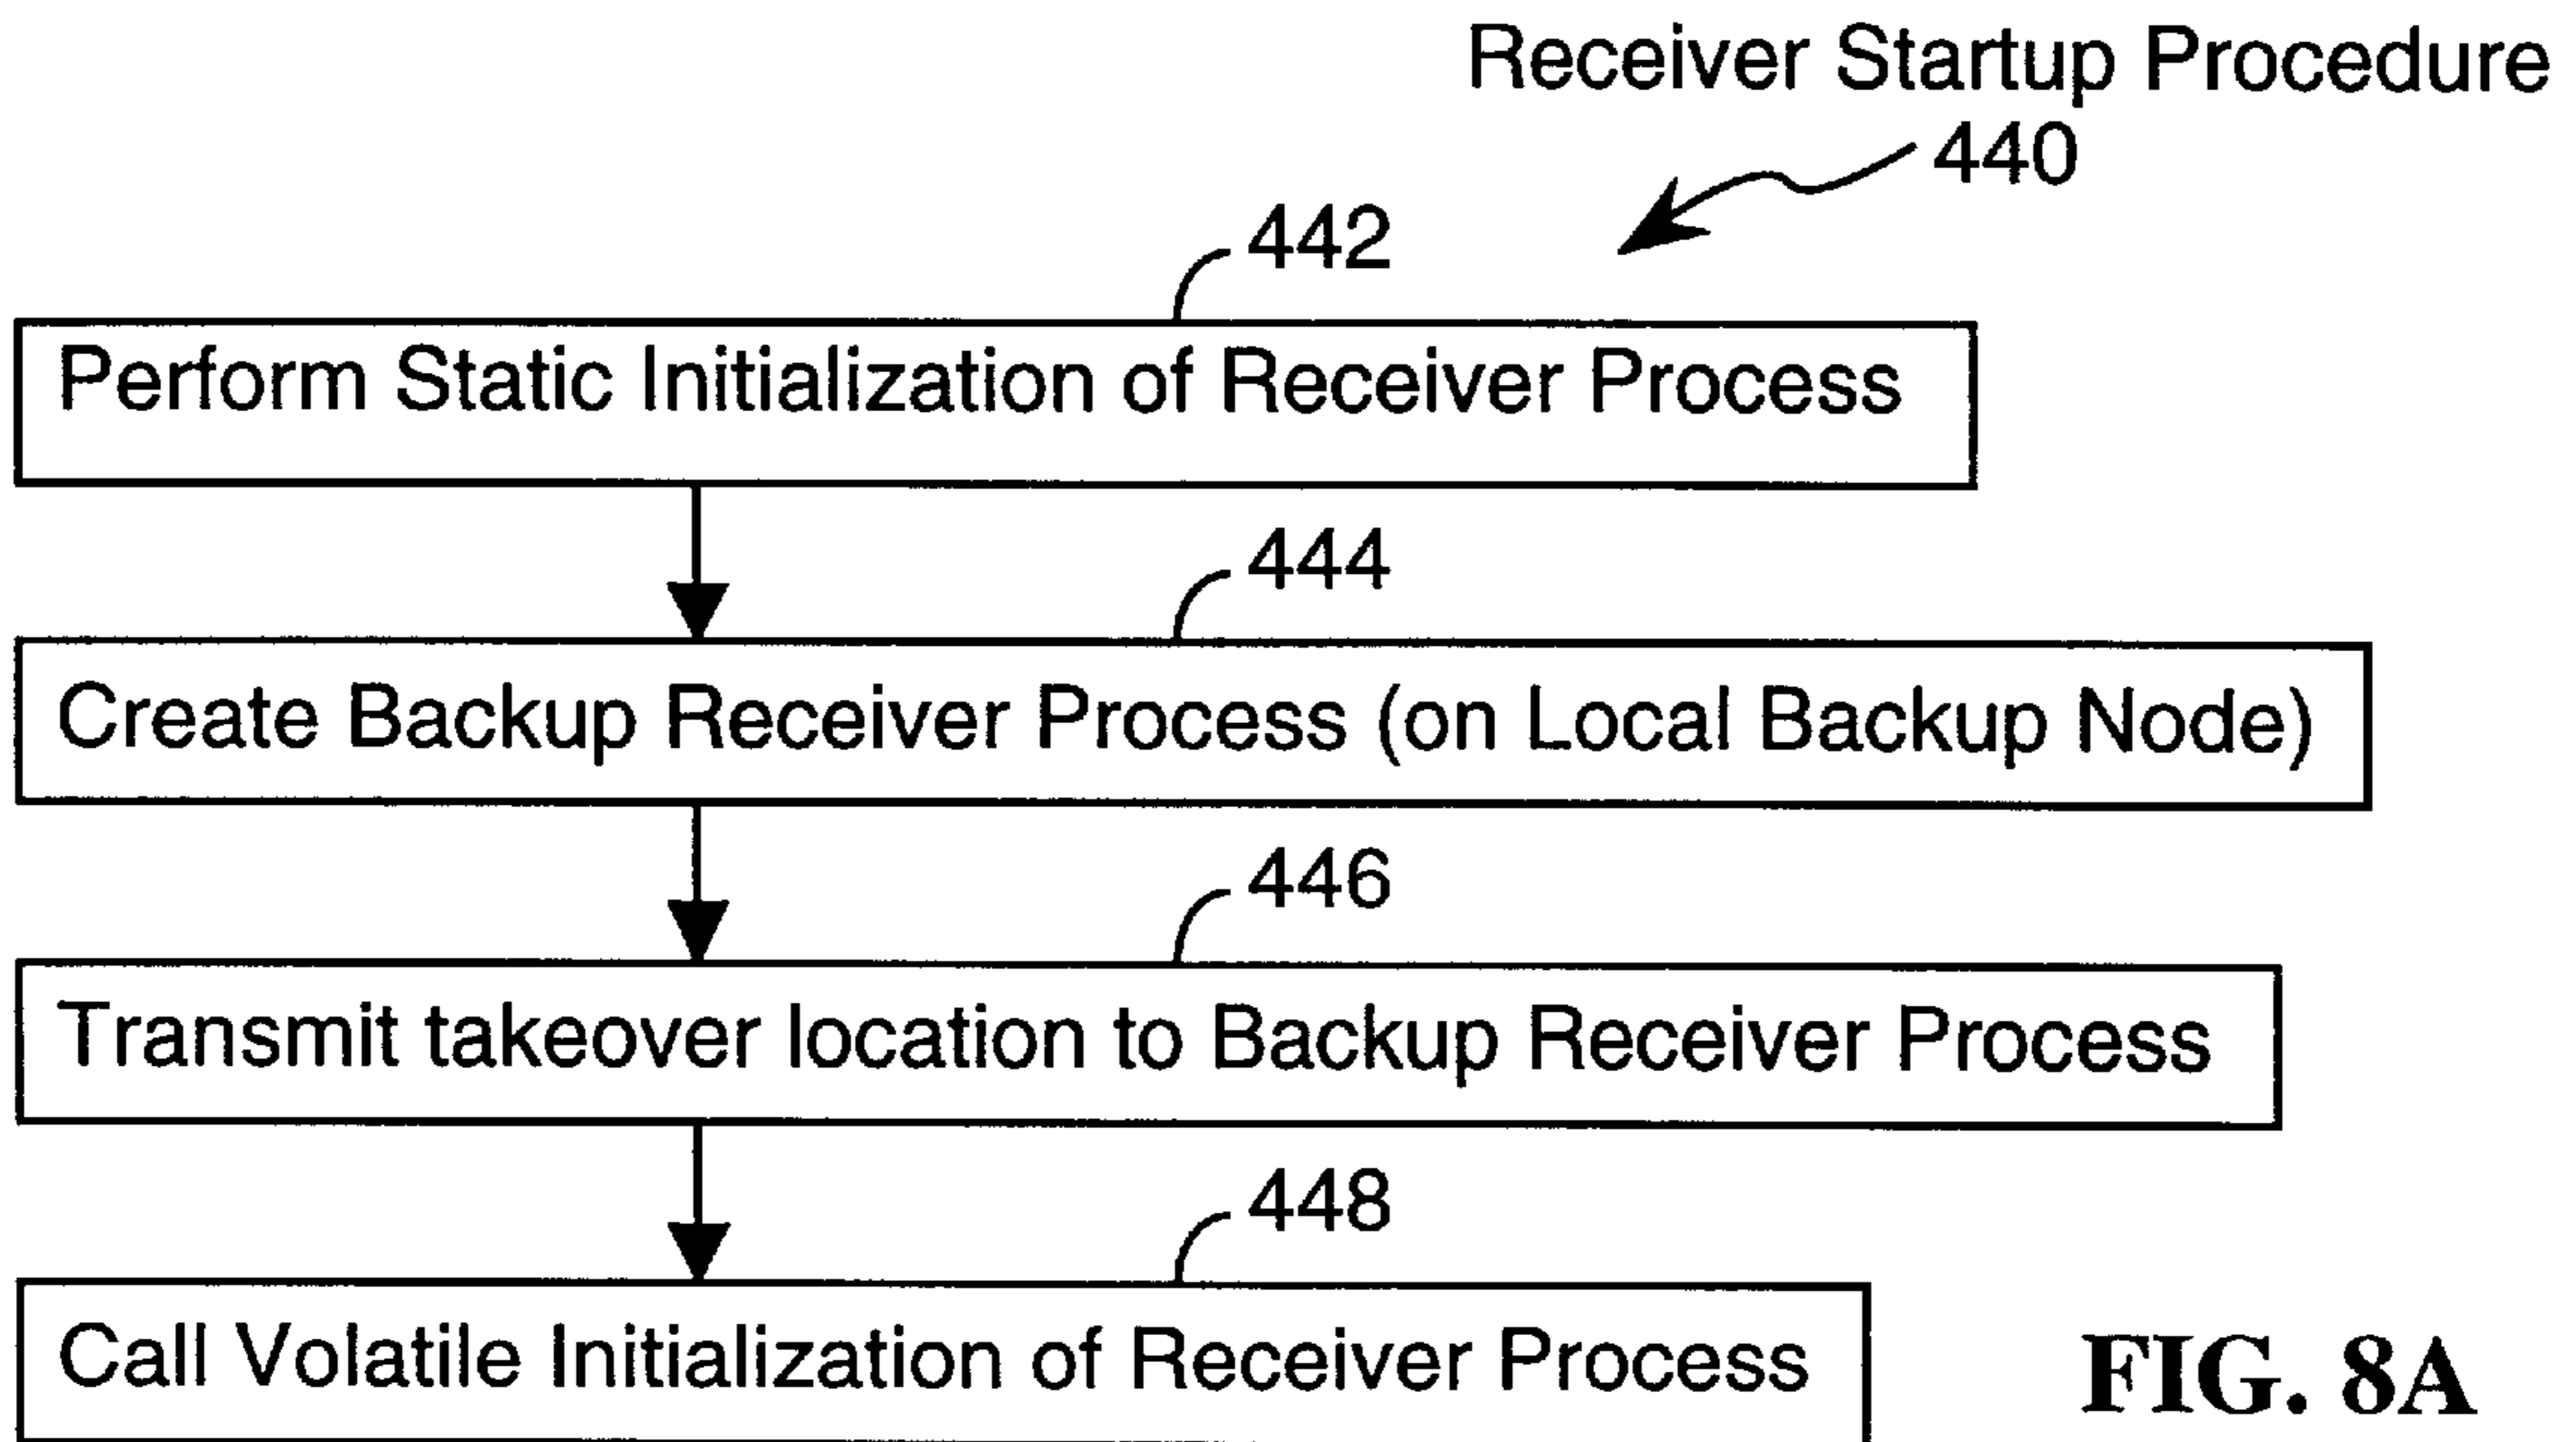 Receiver Startup Procedure
440
442
Perform Static Initialization of Receiver Process
444
Create Backup Receiver Process (on Local Backup Node)
446
Transmit takeover location to Backup Receiver Process
448
Call Volatile Initialization of Receiver Process
FIG. 8A